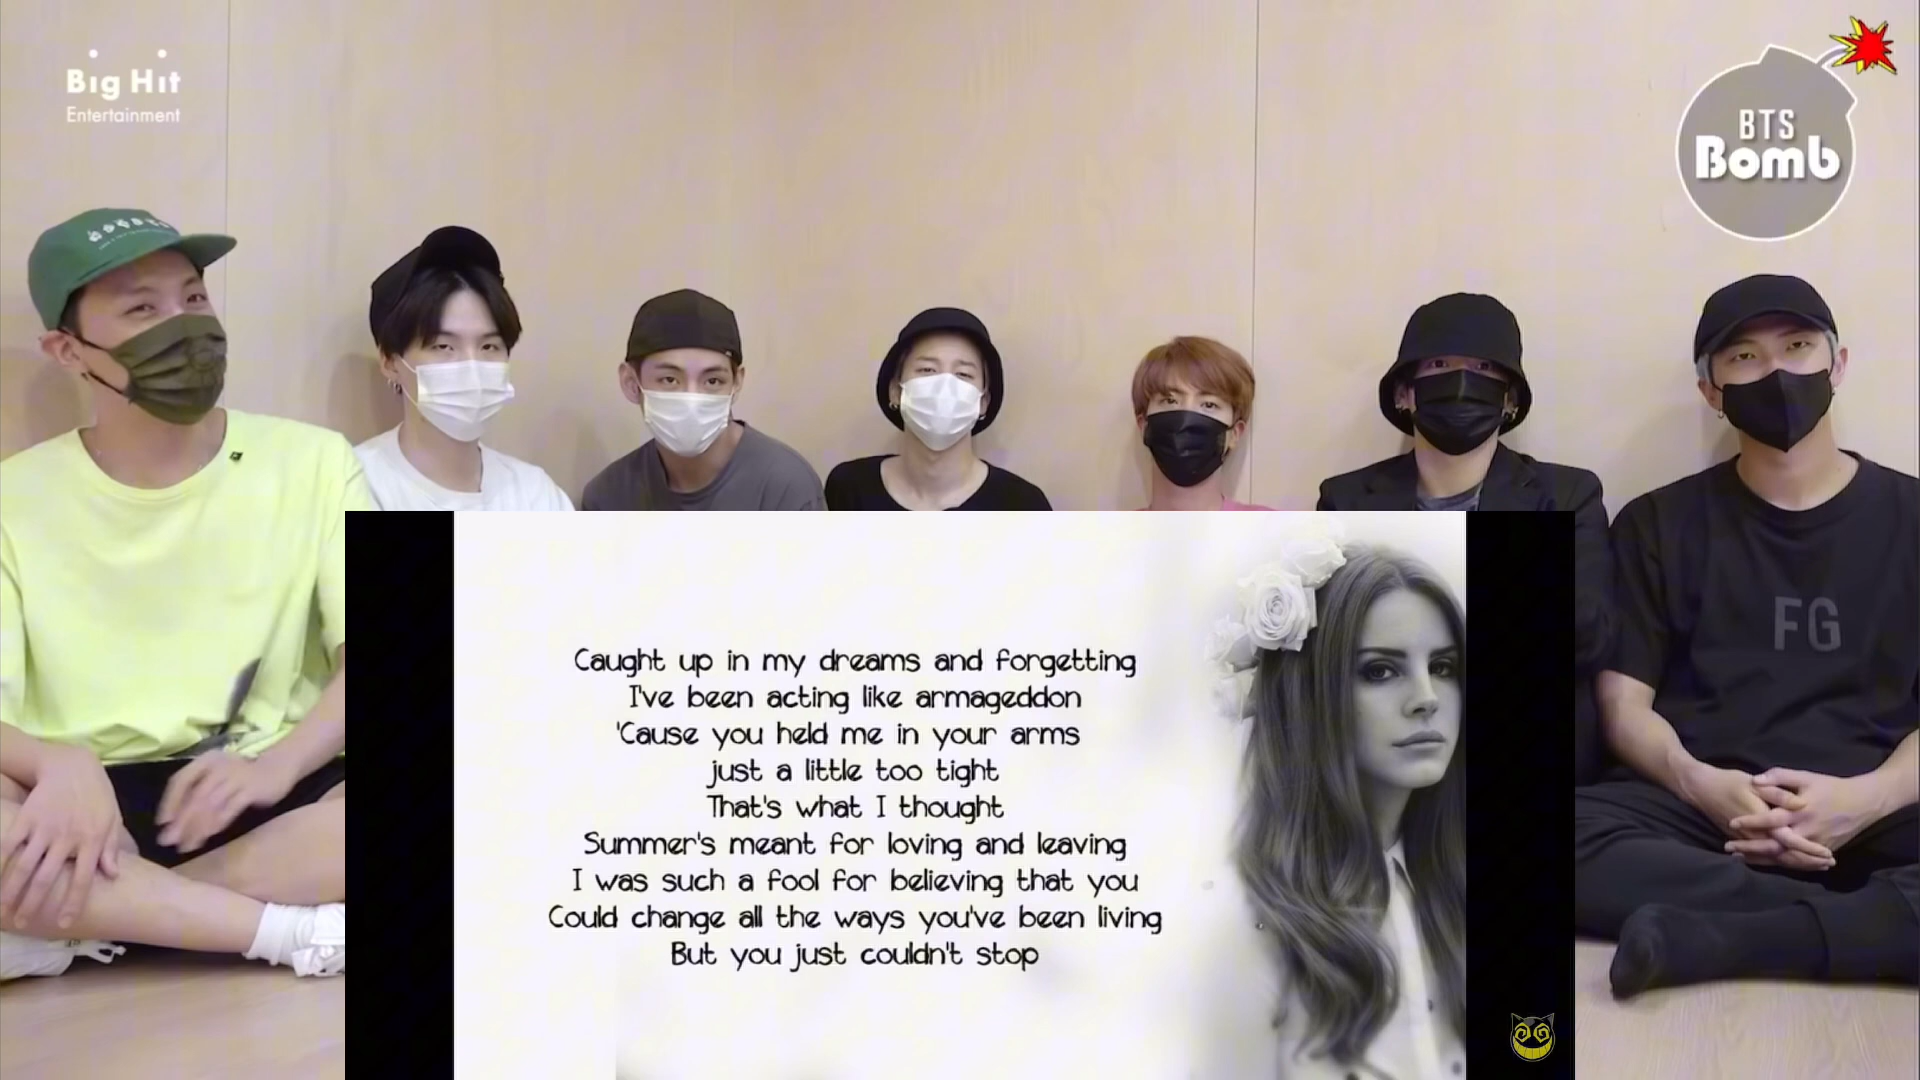 Big Hit
Entertainment
BTS
Bomb
FG
Caught up in my dreams and forgetting
I've been acting like armageddon
'Cause you held me in your arms
just a little too tight
That's what I thought
Summer's meant for loving and leaving
I was such a fool for believing that you
Could change all the ways you've been living
But you just couldn't stop